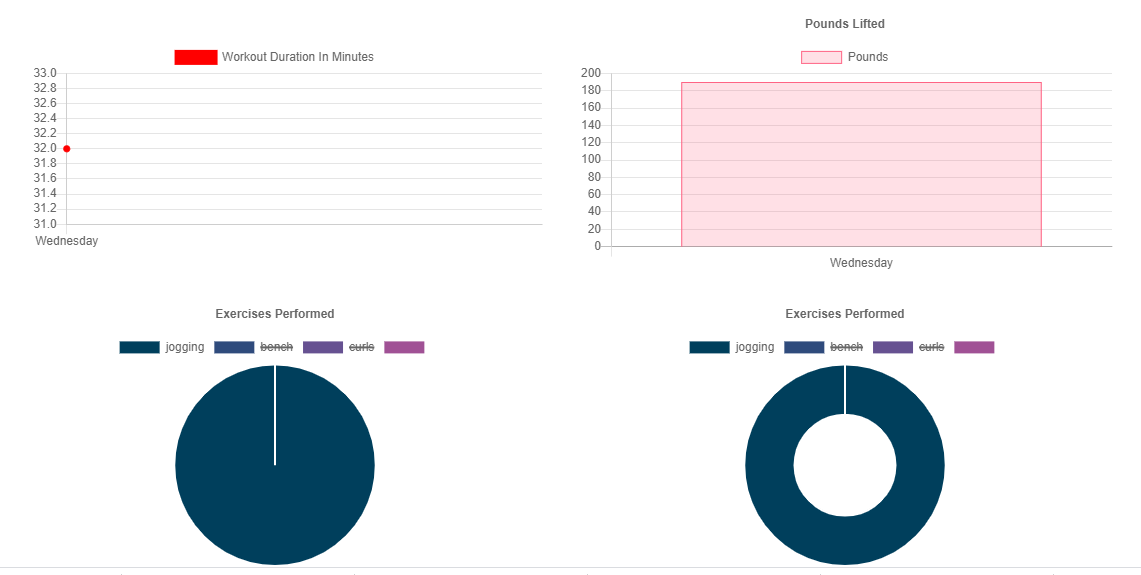 Workout Duration In Minutes
33.0
32.8
32.6
32.4
32.2
32.0
31.8
31.6
31.4
31.2
31.0
Wednesday
Pounds Lifted
Pounds
200
180
160
140
120
100
80
60
40
20
0
Wednesday
Exercises Performed
jogging bench curls
Exercises Performed
jogging bench curls